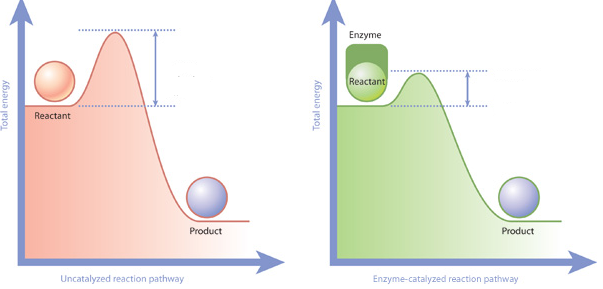 Total energy
Reactant
Product
Uncatalyzed reaction pathway
Total energy
Enzyme
Reactant
Product
Enzyme-catalyzed reaction pathway